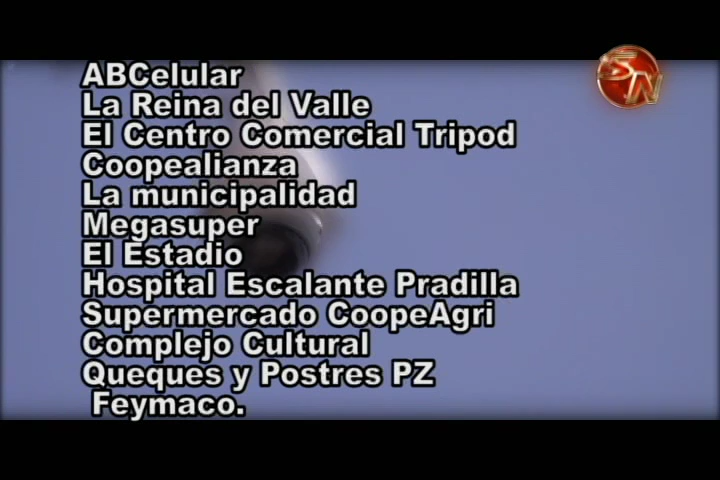 SN
ABCelular
La Reina del Valle
El Centro Comercial Tripod
Coopealianza
La municipalidad
Megasuper
El Estadio
Hospital Escalante Pradilla
Supermercado CoopeAgri
Complejo Cultural
Queques y Postres PZ
Feymaco.